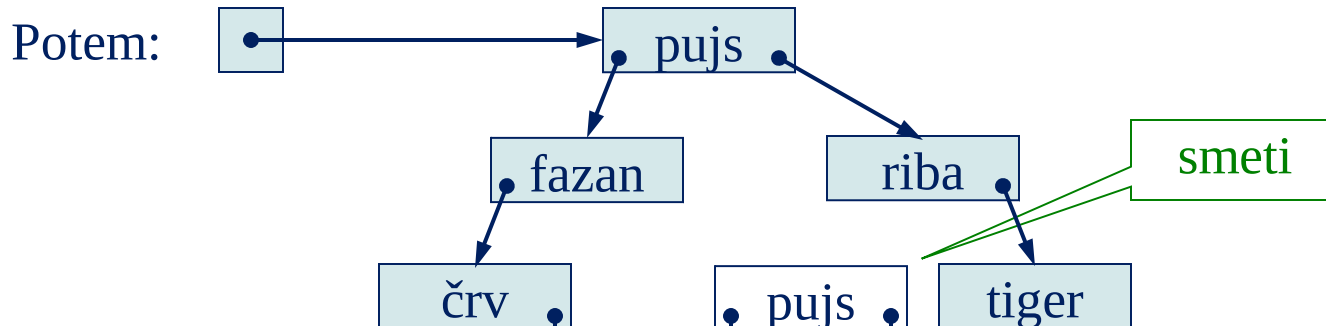 Potem:
pujs
fazan
riba
smeti
črv
pujs
tiger